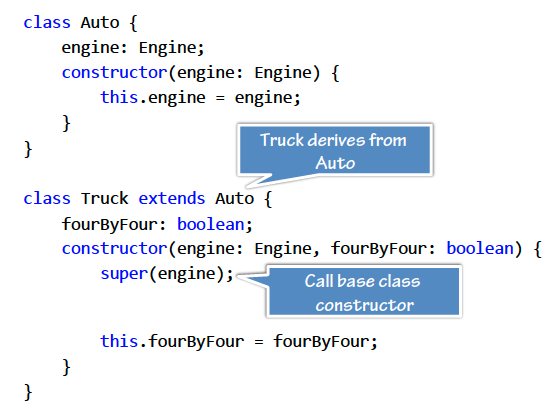 class Auto {
    engine: Engine;
    constructor(engine: Engine) {
        this.engine = engine;
    }
}
Truck derives from
Auto
class Truck extends Auto {
    fourByFour: boolean;
    constructor(engine: Engine, fourByFour: boolean) {
        super(engine);
Call base class
constructor
        this.fourByFour = fourByFour;
    }
}